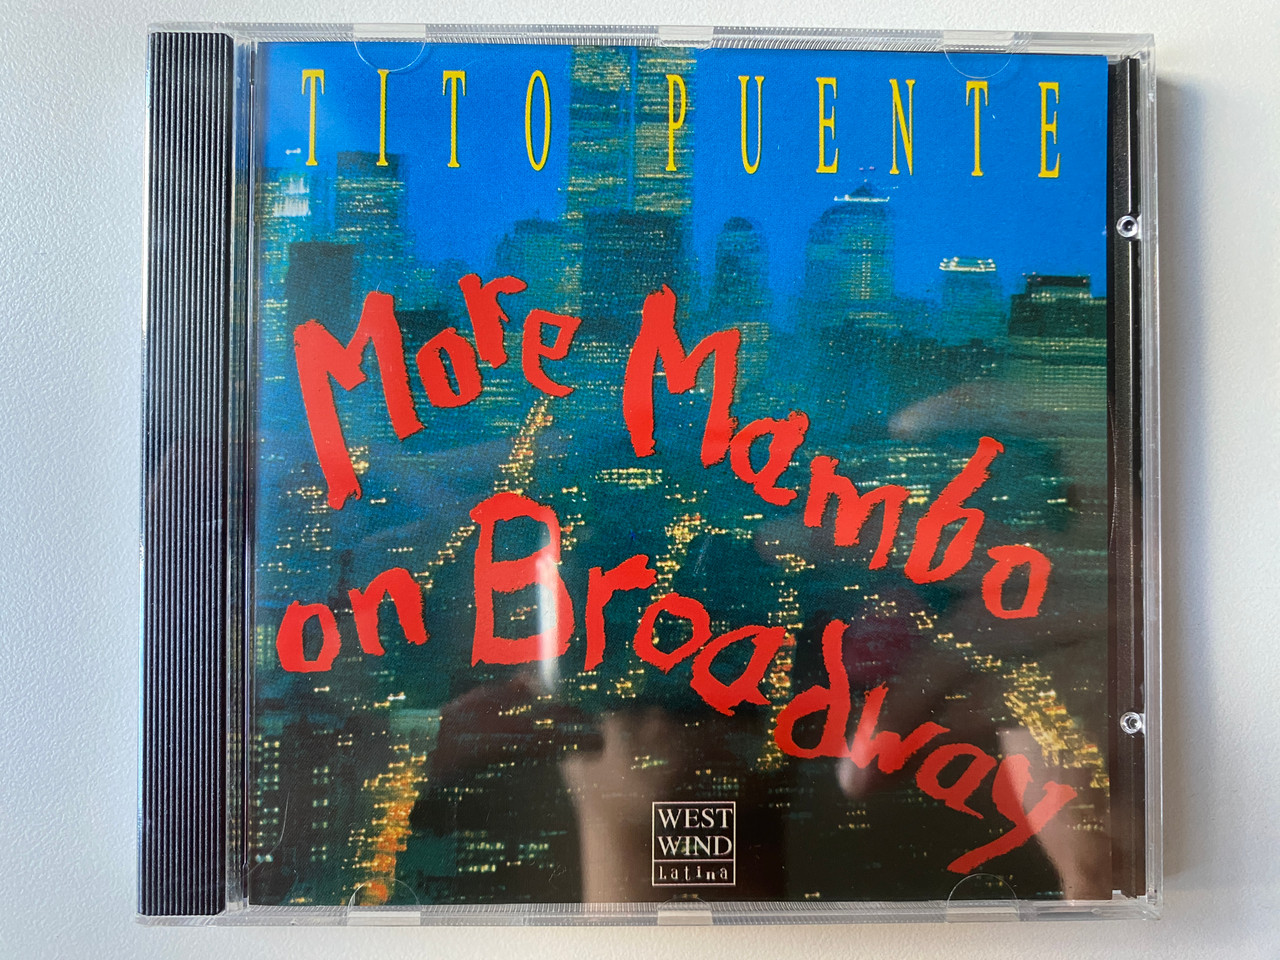 TITO PUENTE
More Mambo
on Broadway
WEST
WIND
Latina